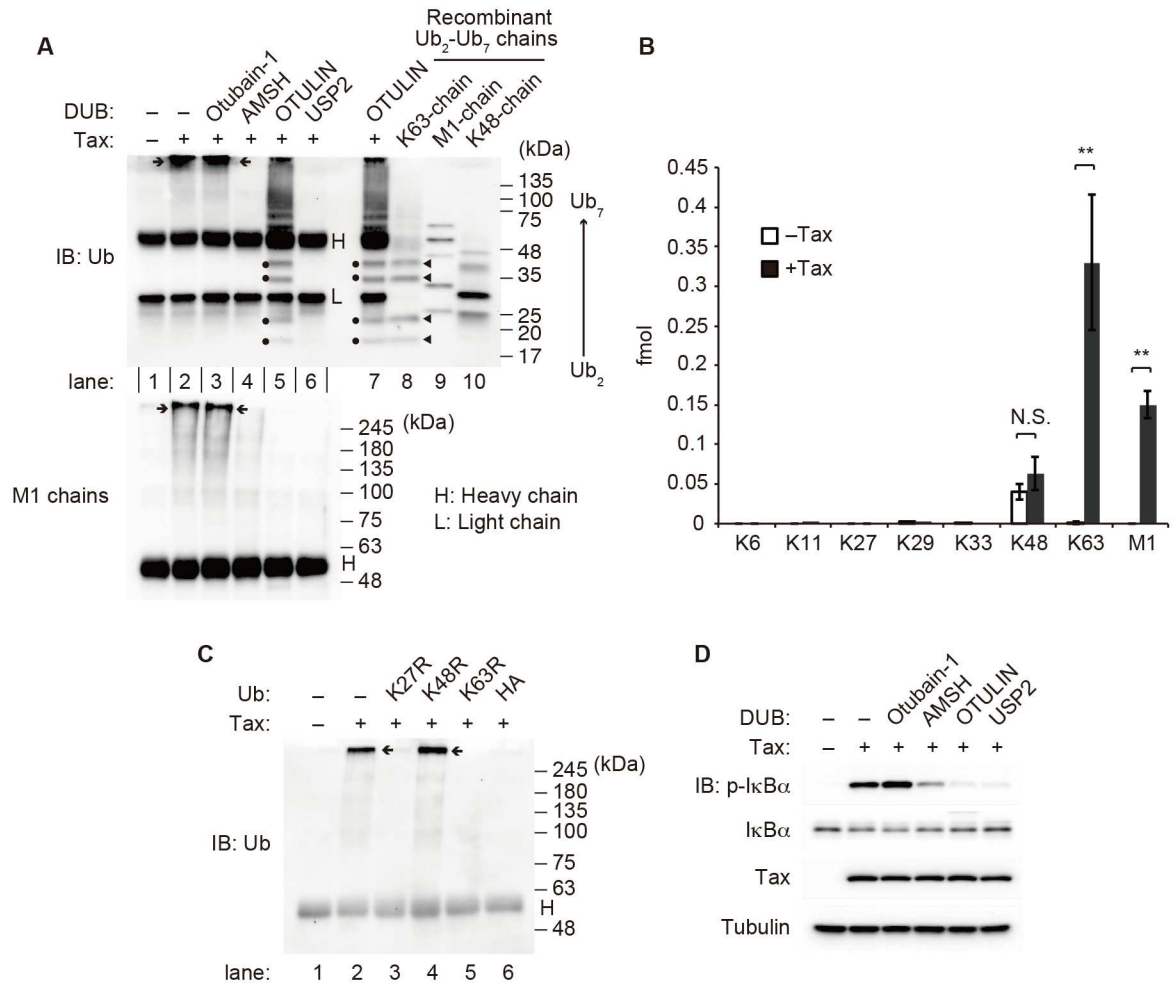 A
Recombinant
Ub2-Ub7 chains
DUB: – – Otubain-1 AMSH OTULIN USP2 OTULIN K63-chain M1-chain K48-chain
Tax: – + + + + + +
(kDa)
135
100
75
48
35
25
20
17
Ub7
Ub2
IB: Ub
H
L
lane: 1 2 3 4 5 6 7 8 9 10
(kDa)
245
180
135
100
75
63
48
M1 chains
H
H: Heavy chain
L: Light chain
B
fmol
0.45
0.4
0.35
0.3
0.25
0.2
0.15
0.1
0.05
0
–Tax
+Tax
N.S.
**
**
K6 K11 K27 K29 K33 K48 K63 M1
C
Ub: – – K27R K48R K63R HA
Tax: – + + + + +
245 (kDa)
180
135
100
75
63
48
IB: Ub
H
lane: 1 2 3 4 5 6
D
DUB: – – Otubain-1 AMSH OTULIN USP2
Tax: – + + + + +
IB: p-IκBα
IκBα
Tax
Tubulin